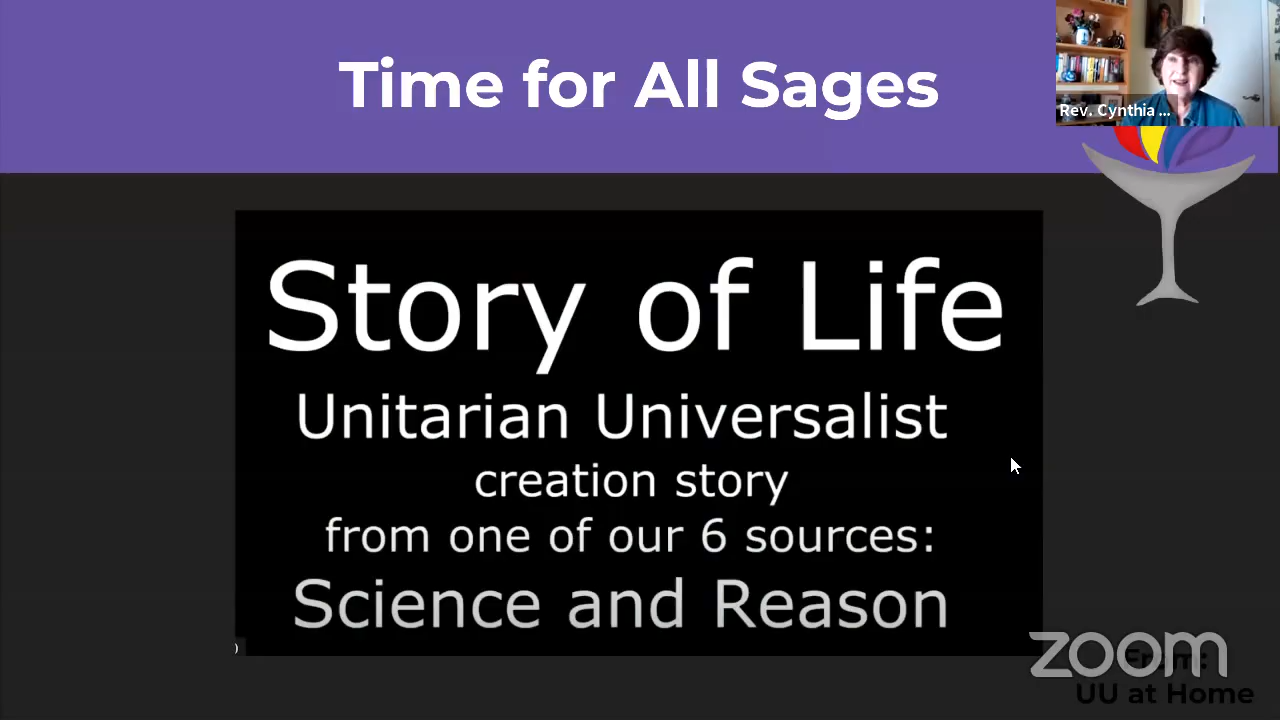 Time for All Sages
Rev. Cynthia ...
Story of Life
Unitarian Universalist
creation story
from one of our 6 sources:
Science and Reason
zoom
From:
UU at Home